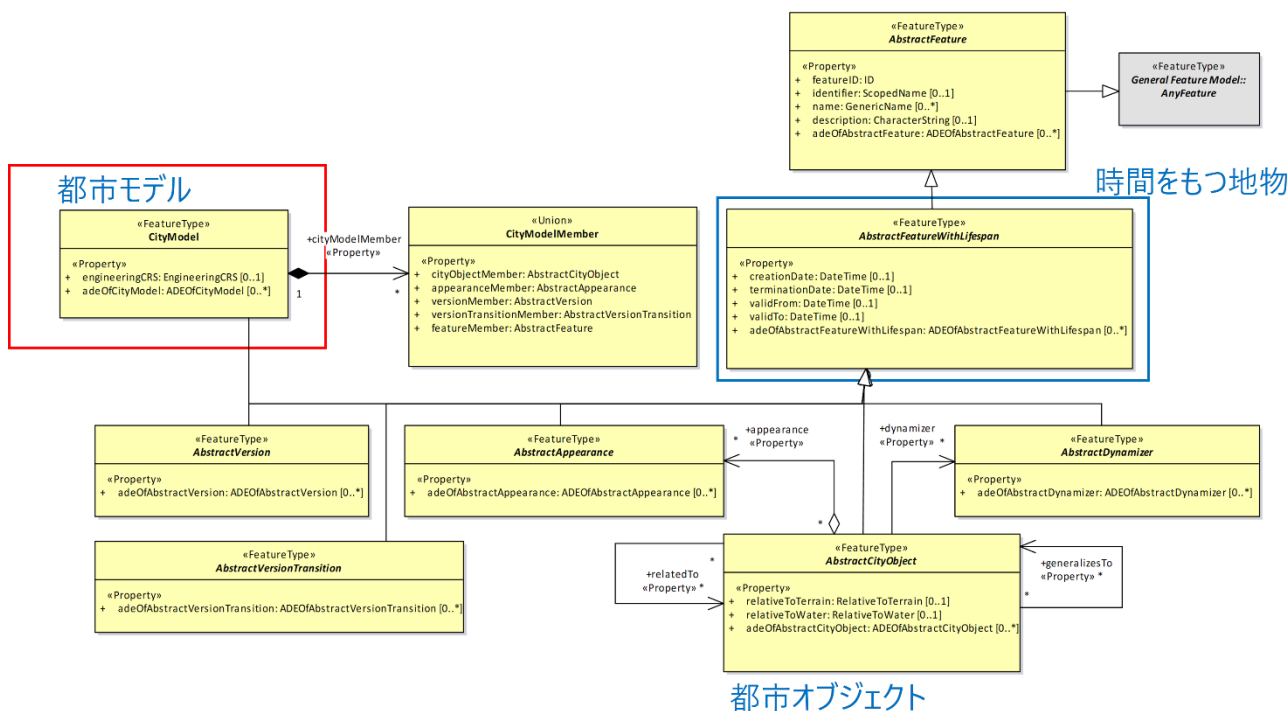 «FeatureType»
AbstractFeature
«Property»
+ featureID: ID
+ identifier: ScopedName [0..1]
+ name: GenericName [0..*]
+ description: CharacterString [0..1]
+ adeOfAbstractFeature: ADEOfAbstractFeature [0..*]
«FeatureType»
General Feature Model::
AnyFeature
都市モデル
時間をもつ地物
«FeatureType»
CityModel
«Property»
+ engineeringCRS: EngineeringCRS [0..1]
+ adeOfCityModel: ADEOfCityModel [0..*]
+cityModelMember
«Property»
1
*
«Union»
CityModelMember
«Property»
+ cityObjectMember: AbstractCityObject
+ appearanceMember: AbstractAppearance
+ versionMember: AbstractVersion
+ versionTransitionMember: AbstractVersionTransition
+ featureMember: AbstractFeature
«FeatureType»
AbstractFeatureWithLifespan
«Property»
+ creationDate: DateTime [0..1]
+ terminationDate: DateTime [0..1]
+ validFrom: DateTime [0..1]
+ validTo: DateTime [0..1]
+ adeOfAbstractFeatureWithLifespan: ADEOfAbstractFeatureWithLifespan [0..*]
«FeatureType»
AbstractVersion
«Property»
+ adeOfAbstractVersion: ADEOfAbstractVersion [0..*]
«FeatureType»
AbstractAppearance
«Property»
+ adeOfAbstractAppearance: ADEOfAbstractAppearance [0..*]
+appearance
* «Property»
*
+dynamizer
«Property» *
«FeatureType»
AbstractDynamizer
«Property»
+ adeOfAbstractDynamizer: ADEOfAbstractDynamizer [0..*]
«FeatureType»
AbstractVersionTransition
«Property»
+ adeOfAbstractVersionTransition: ADEOfAbstractVersionTransition [0..*]
*
+relatedTo
«Property» *
«FeatureType»
AbstractCityObject
«Property»
+ relativeToTerrain: RelativeToTerrain [0..1]
+ relativeToWater: RelativeToWater [0..1]
+ adeOfAbstractCityObject: ADEOfAbstractCityObject [0..*]
+generalizesTo
«Property» *
*
都市オブジェクト